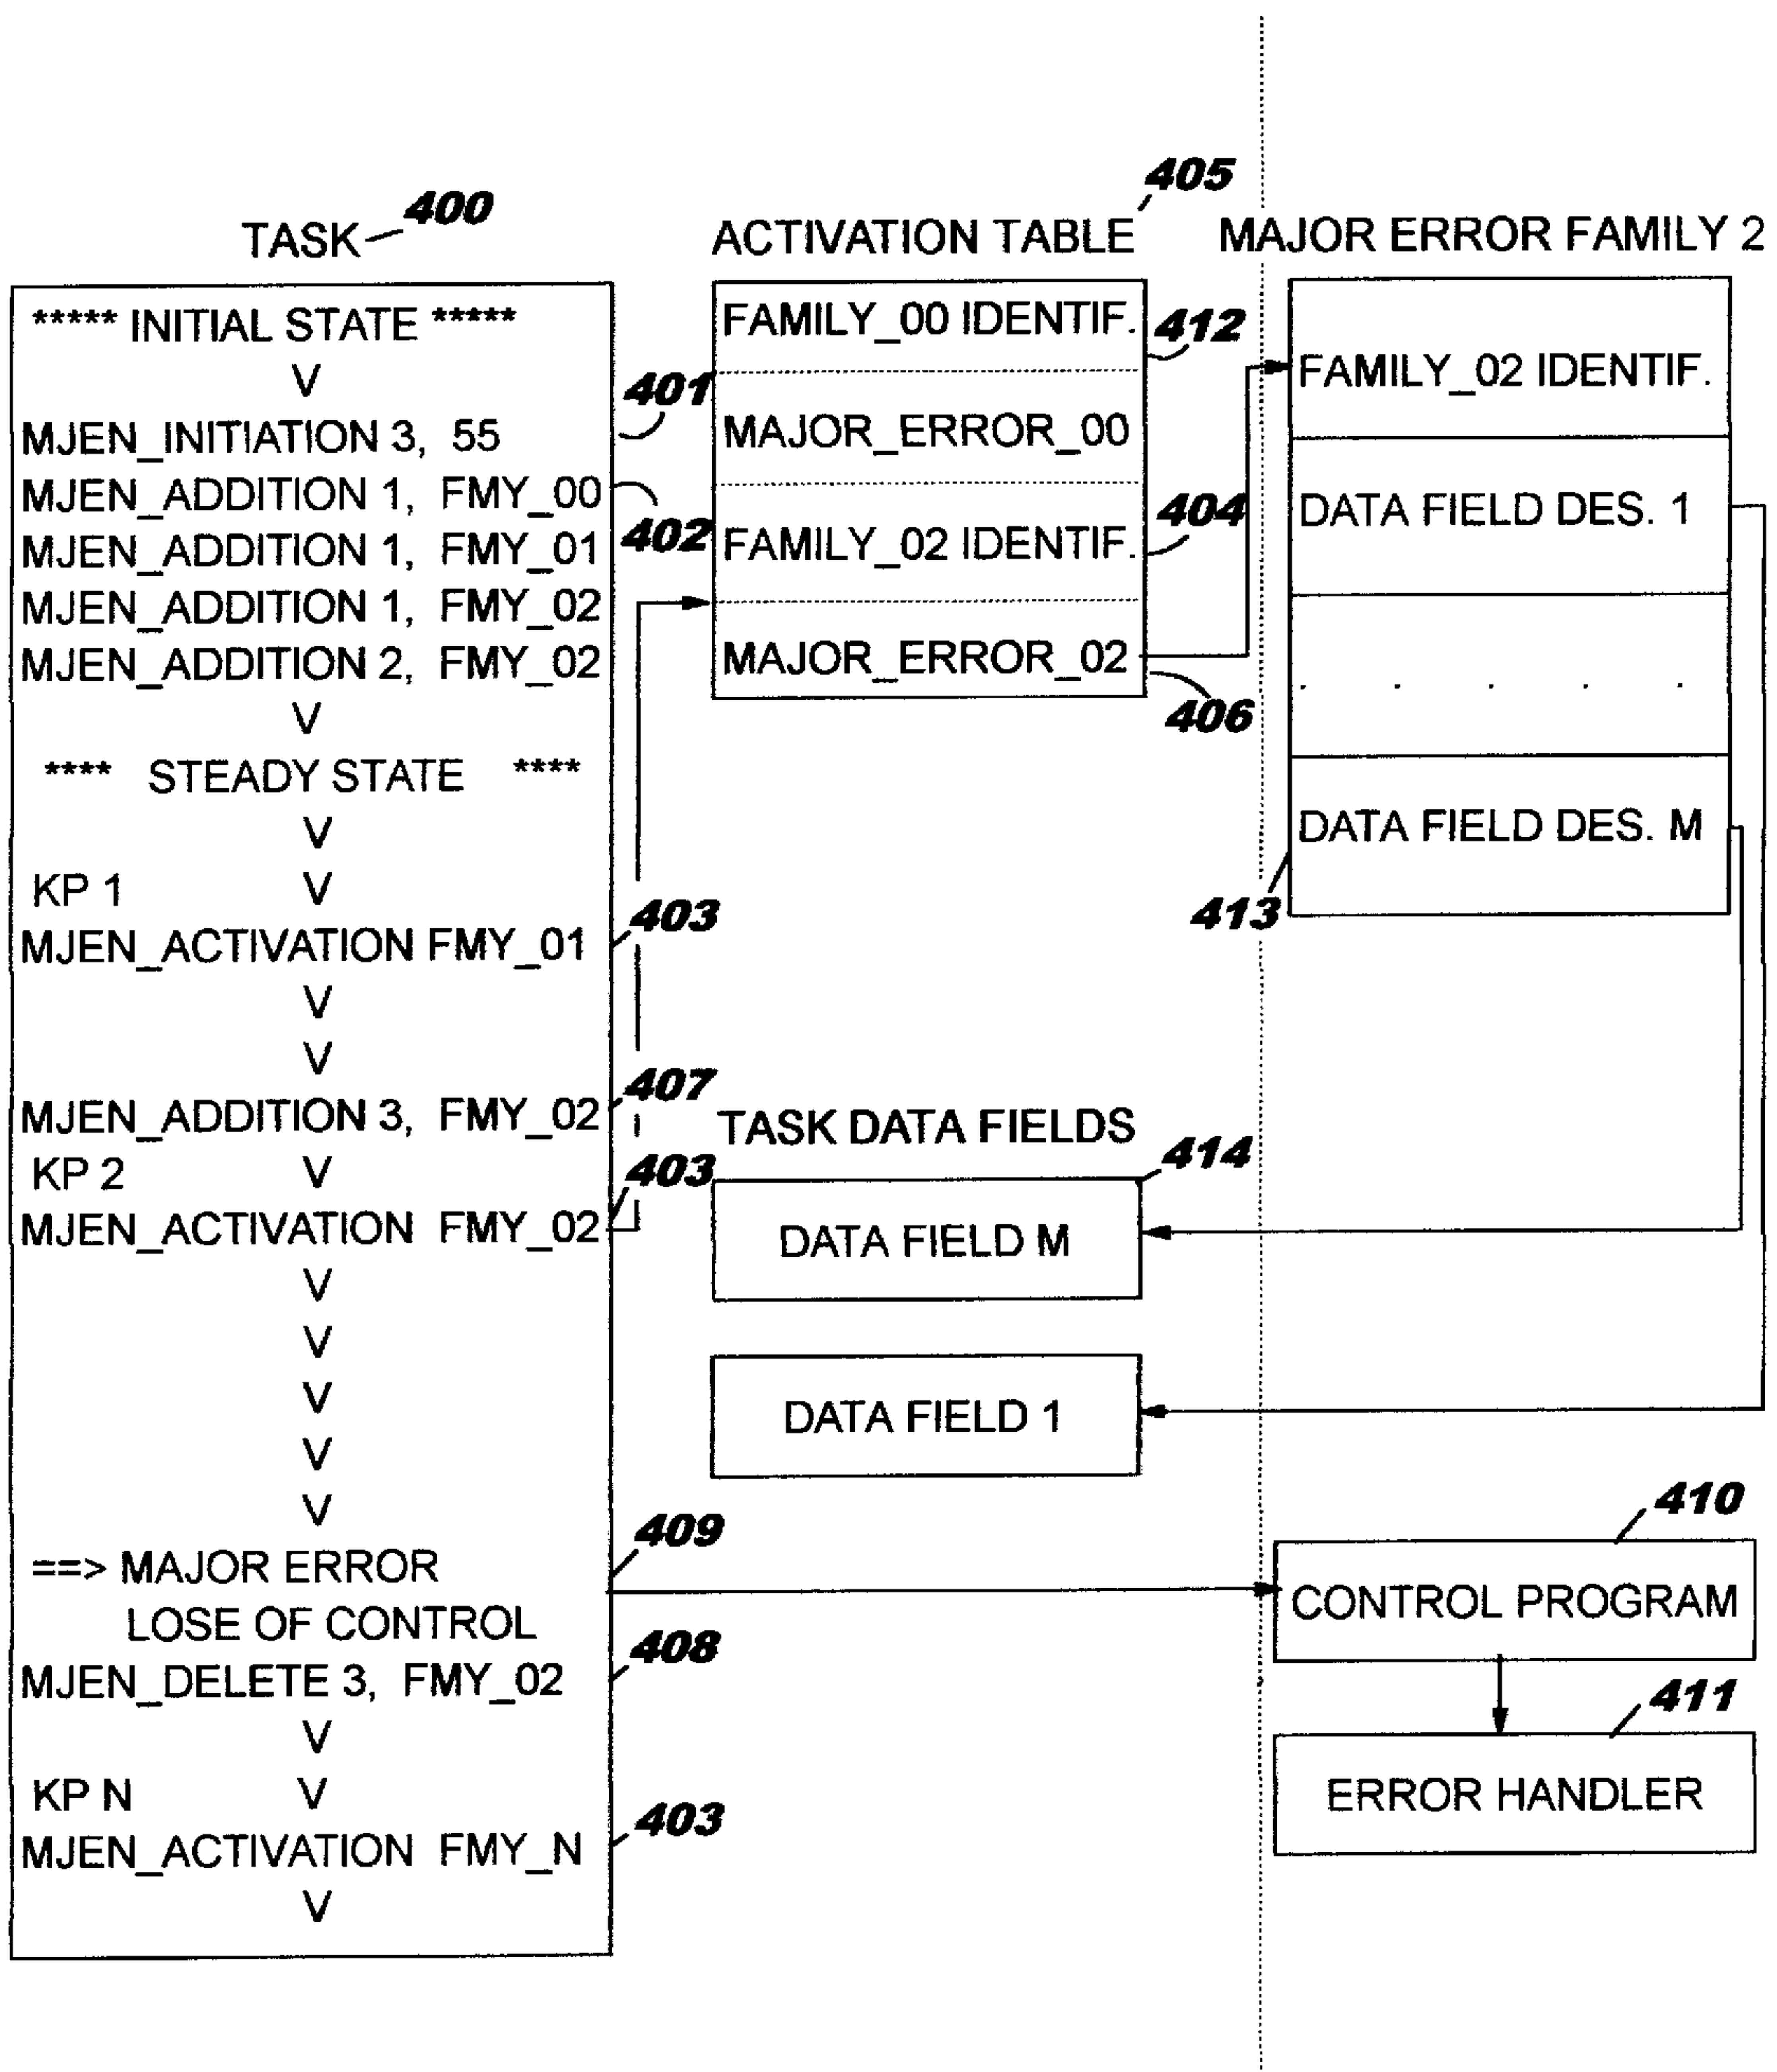 TASK 400
***** INITIAL STATE *****
V
MJEN_INITIATION 3, 55
401
MJEN_ADDITION 1, FMY_00
402
MJEN_ADDITION 1, FMY_01
MJEN_ADDITION 1, FMY_02
MJEN_ADDITION 2, FMY_02
V
**** STEADY STATE ****
V
KP 1 V
MJEN_ACTIVATION FMY_01
403
V
V
MJEN_ADDITION 3, FMY_02
407
KP 2 V
MJEN_ACTIVATION FMY_02
403
V
V
V
V
V
==> MAJOR ERROR
409
LOSE OF CONTROL
MJEN_DELETE 3, FMY_02
408
V
KP N V
MJEN_ACTIVATION FMY_N
403
V
ACTIVATION TABLE
405
FAMILY_00 IDENTIF.
412
MAJOR_ERROR_00
FAMILY_02 IDENTIF.
404
MAJOR_ERROR_02
406
MAJOR ERROR FAMILY 2
FAMILY_02 IDENTIF.
DATA FIELD DES. 1
. . . . .
DATA FIELD DES. M
413
TASK DATA FIELDS
414
DATA FIELD M
DATA FIELD 1
410
CONTROL PROGRAM
411
ERROR HANDLER